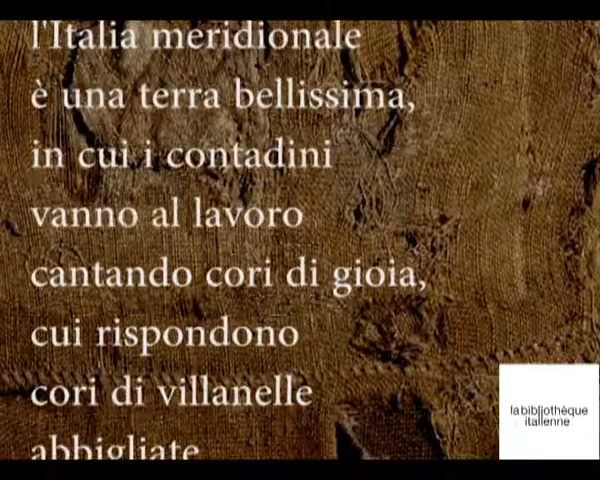 l'Italia meridionale
è una terra bellissima,
in cui i contadini
vanno al lavoro
cantando cori di gioia,
cui rispondono
cori di villanelle
abbigliate
la bibliothèque
italienne